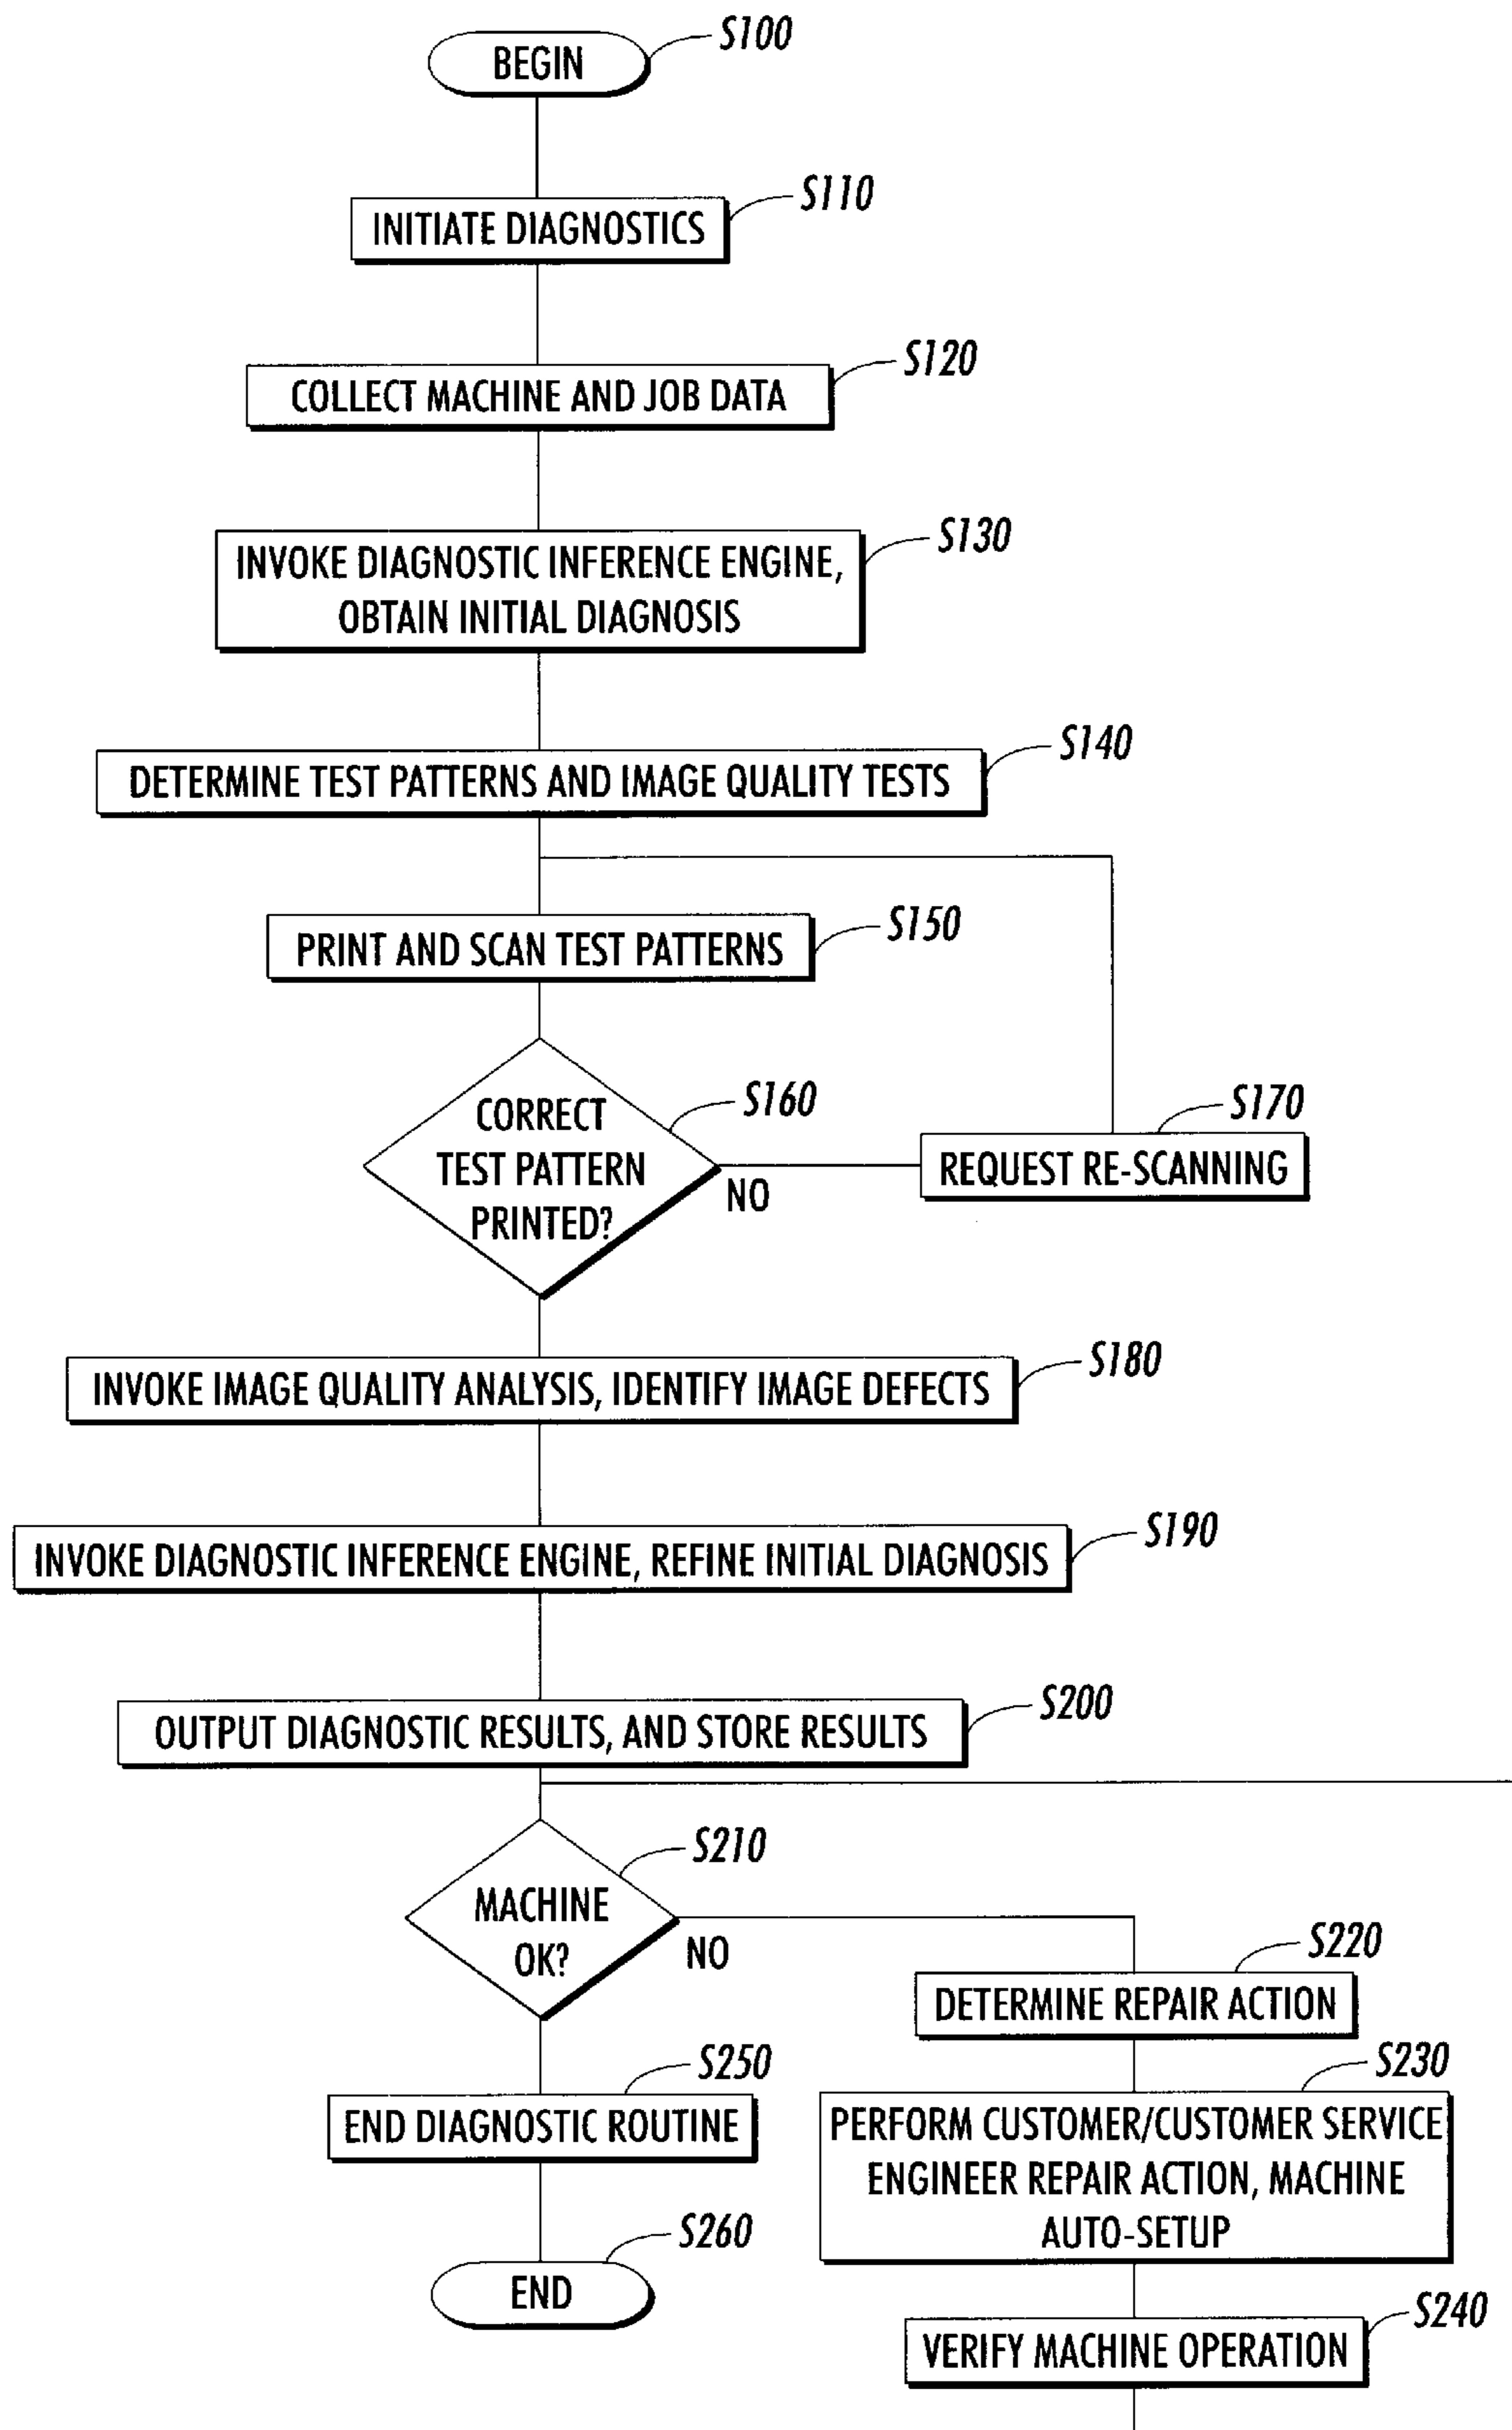 BEGIN
S100
INITIATE DIAGNOSTICS
S110
COLLECT MACHINE AND JOB DATA
S120
INVOKE DIAGNOSTIC INFERENCE ENGINE,
OBTAIN INITIAL DIAGNOSIS
S130
DETERMINE TEST PATTERNS AND IMAGE QUALITY TESTS
S140
PRINT AND SCAN TEST PATTERNS
S150
CORRECT
TEST PATTERN
PRINTED?
S160
NO
REQUEST RE-SCANNING
S170
INVOKE IMAGE QUALITY ANALYSIS, IDENTIFY IMAGE DEFECTS
S180
INVOKE DIAGNOSTIC INFERENCE ENGINE, REFINE INITIAL DIAGNOSIS
S190
OUTPUT DIAGNOSTIC RESULTS, AND STORE RESULTS
S200
MACHINE
OK?
S210
NO
DETERMINE REPAIR ACTION
S220
PERFORM CUSTOMER/CUSTOMER SERVICE
ENGINEER REPAIR ACTION, MACHINE
AUTO-SETUP
S230
VERIFY MACHINE OPERATION
S240
END DIAGNOSTIC ROUTINE
S250
END
S260